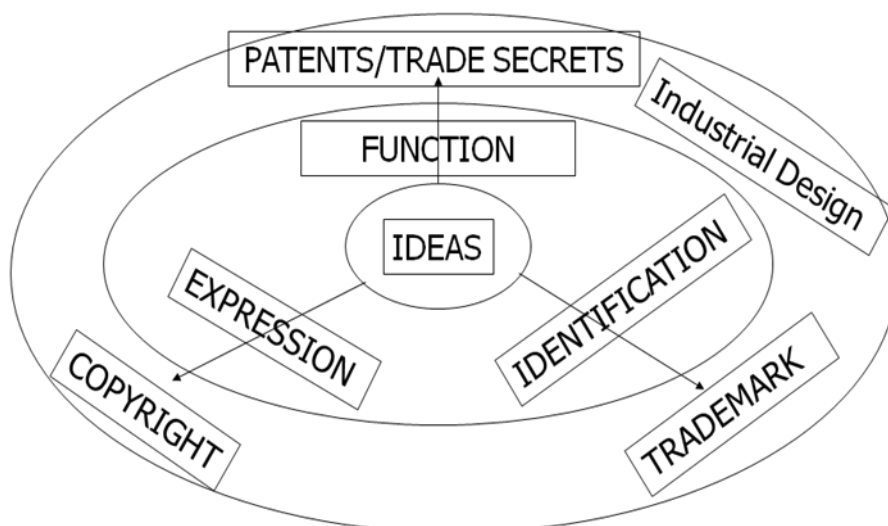 PATENTS/TRADE SECRETS
Industrial Design
FUNCTION
IDEAS
EXPRESSION
IDENTIFICATION
COPYRIGHT
TRADEMARK